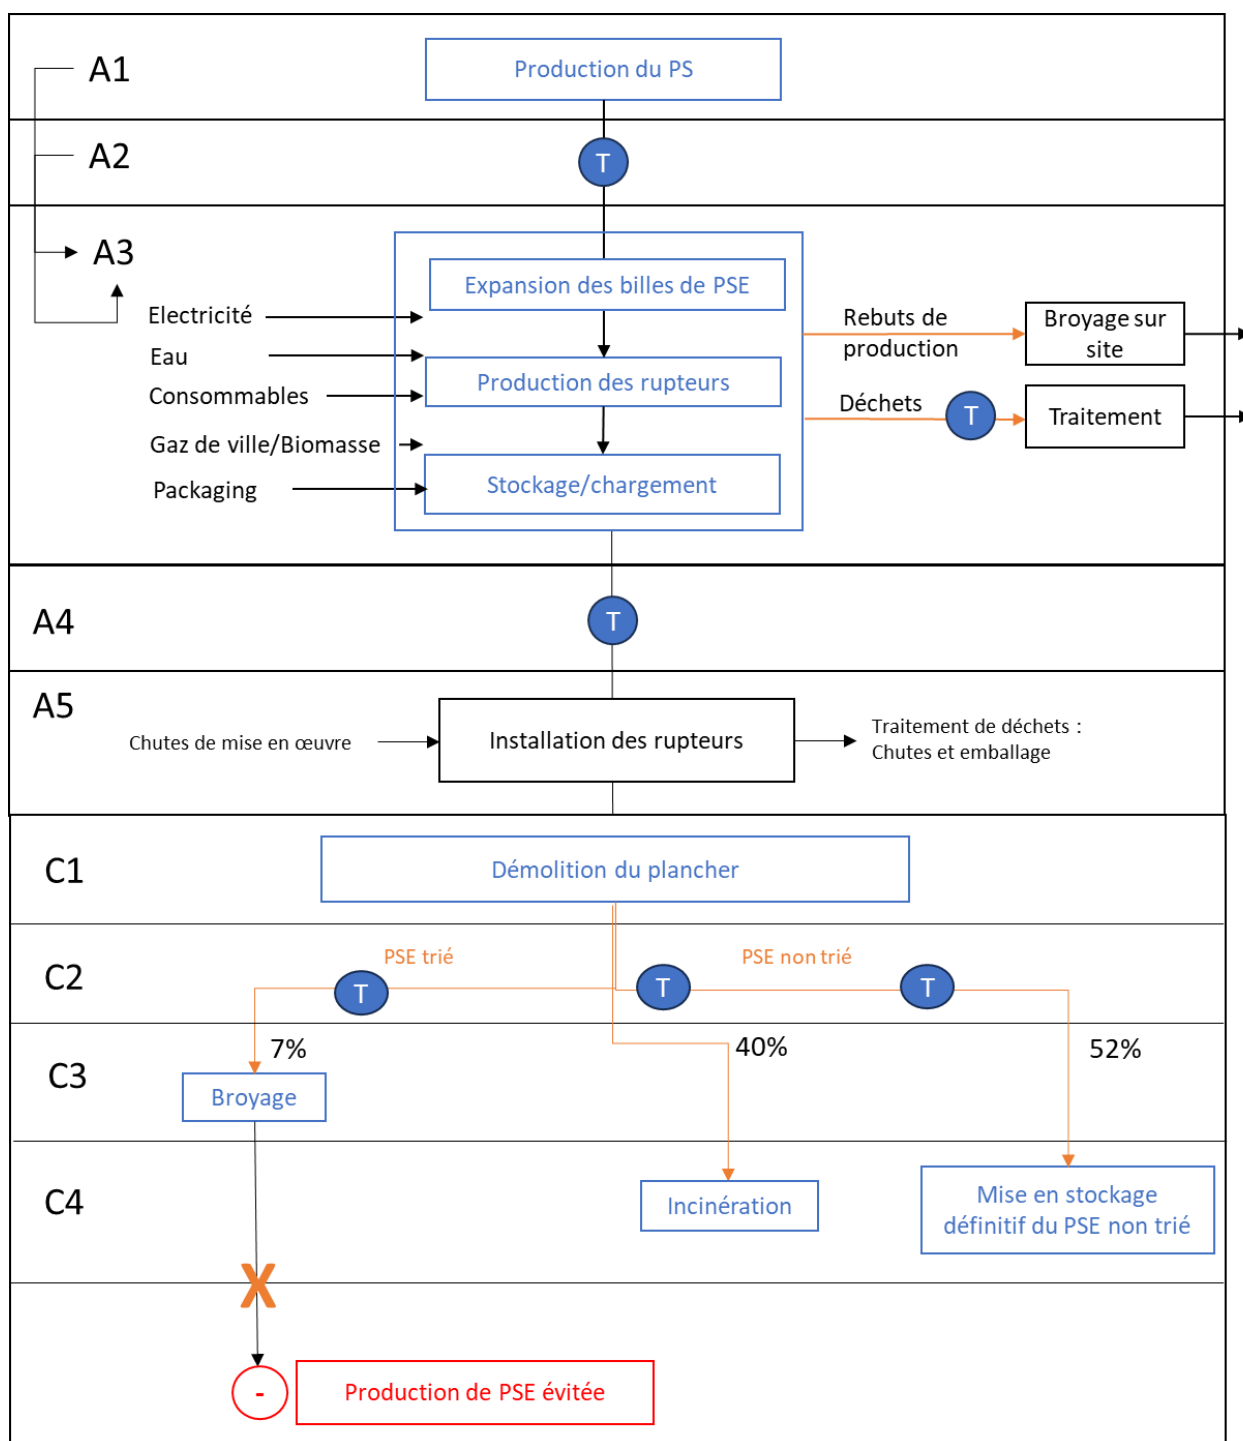 A1
Production du PS
A2
T
A3
Expansion des billes de PSE
Electricité
Eau
Consommables
Gaz de ville/Biomasse
Packaging
Production des rupteurs
Stockage/chargement
Rebuts de
production
Broyage sur
site
Déchets
T
Traitement
A4
T
A5
Chutes de mise en œuvre
Installation des rupteurs
Traitement de déchets :
Chutes et emballage
C1
Démolition du plancher
C2
PSE trié
PSE non trié
T
T
T
C3
7%
40%
52%
Broyage
C4
Incinération
Mise en stockage
définitif du PSE non trié
X
-
Production de PSE évitée